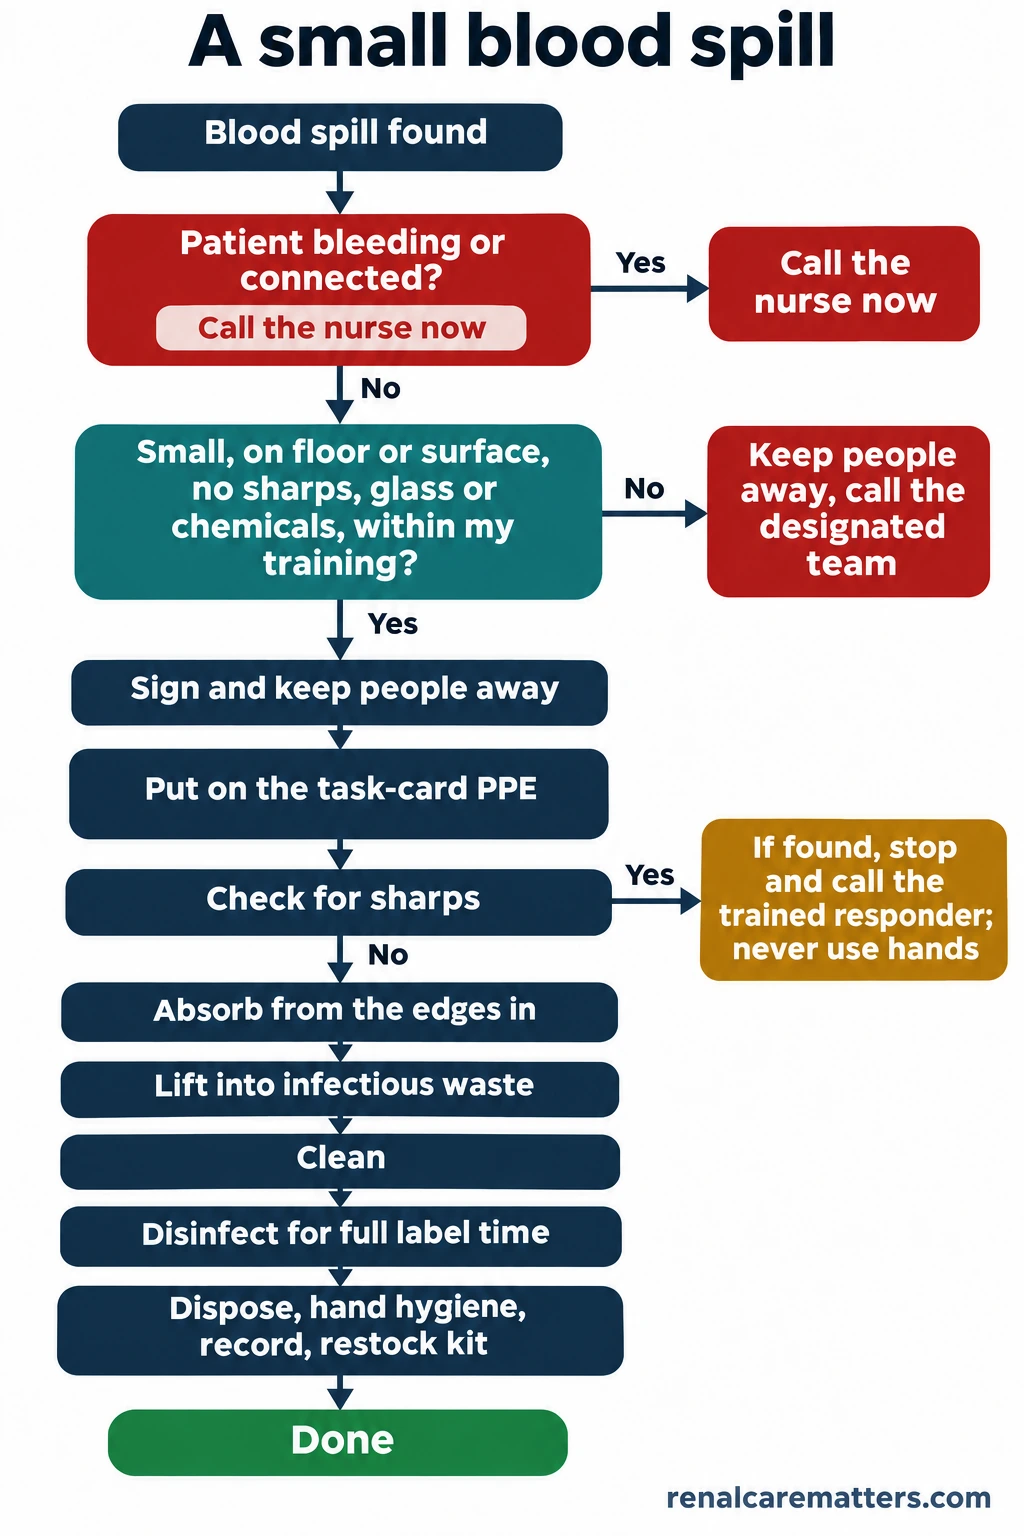 A small blood spill
Blood spill found
Patient bleeding or
connected?
Call the nurse now
Yes
Call the
nurse now
No
Small, on floor or surface,
no sharps, glass or
chemicals, within my
training?
No
Keep people
away, call the
designated
team
Yes
Sign and keep people away
Put on the task-card PPE
Check for sharps
Yes
If found, stop
and call the
trained responder;
never use hands
No
Absorb from the edges in
Lift into infectious waste
Clean
Disinfect for full label time
Dispose, hand hygiene,
record, restock kit
Done
renalcarematters.com